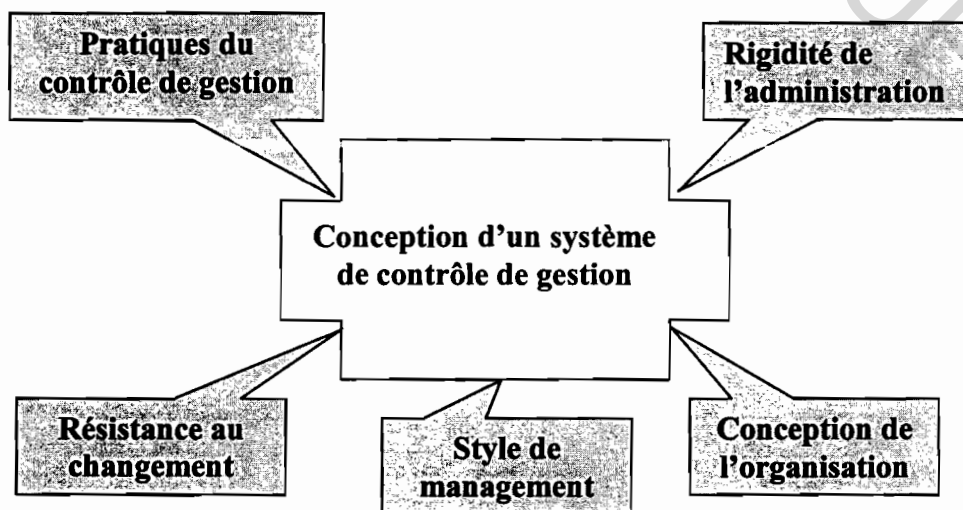 Pratiques du
contrôle de gestion
Rigidité de
l'administration
Conception d'un système
de contrôle de gestion
Résistance au
changement
Style de
management
Conception de
l'organisation